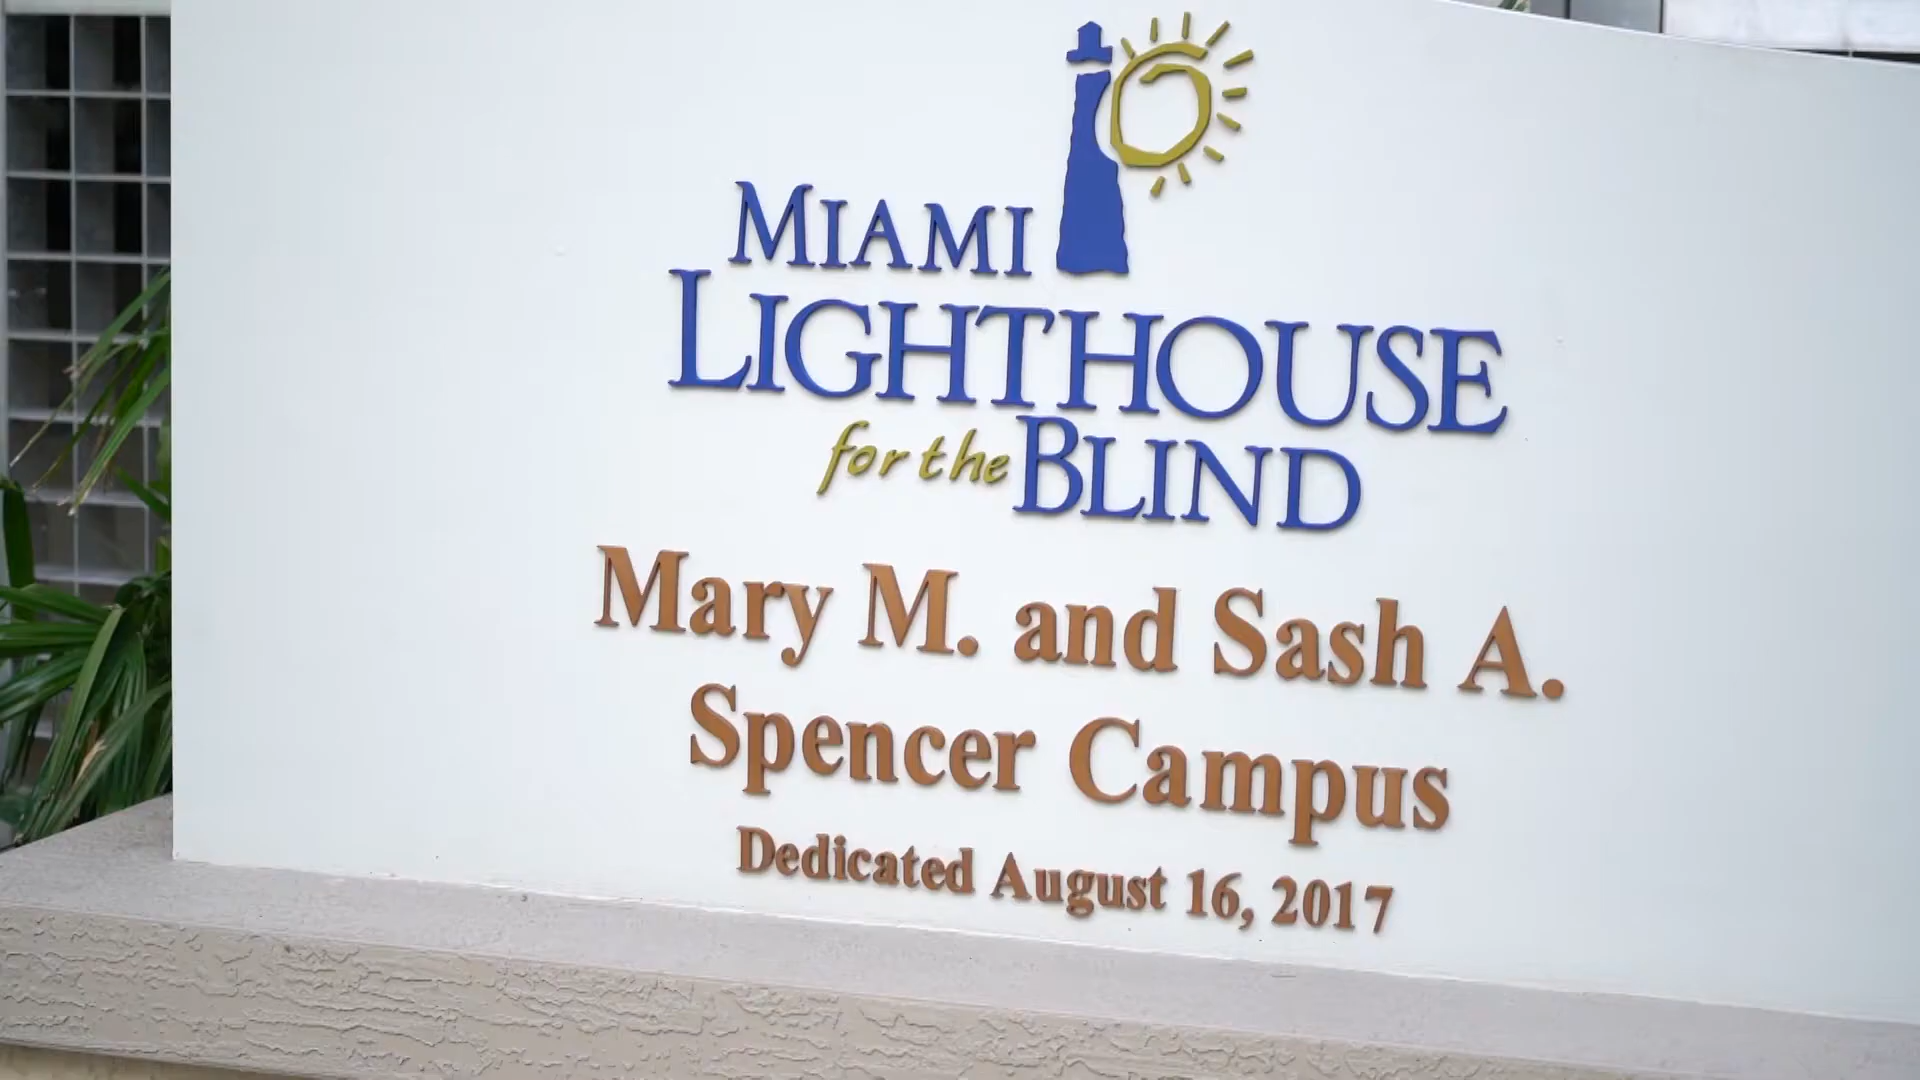 MIAMI
LIGHTHOUSE
for the BLIND
Mary M. and Sash A.
Spencer Campus
Dedicated August 16, 2017